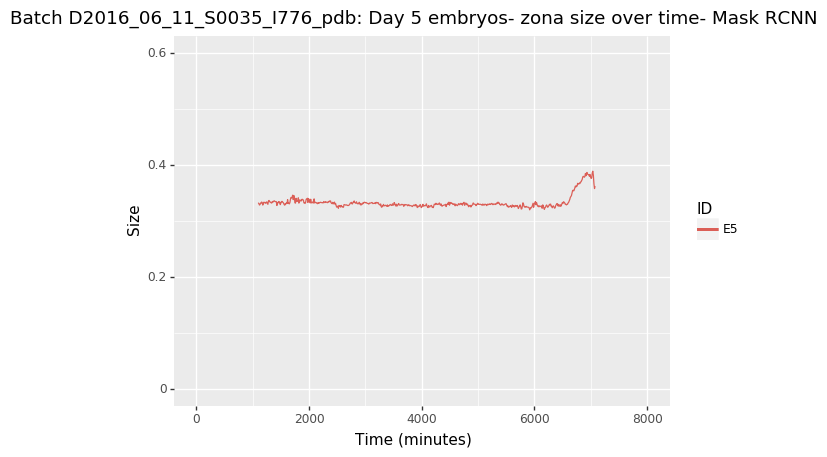 Batch D2016_06_11_S0035_I776_pdb: Day 5 embryos- zona size over time- Mask RCNN
0.6
0.4
0.2
0
Size
0 2000 4000 6000 8000
Time (minutes)
ID
E5